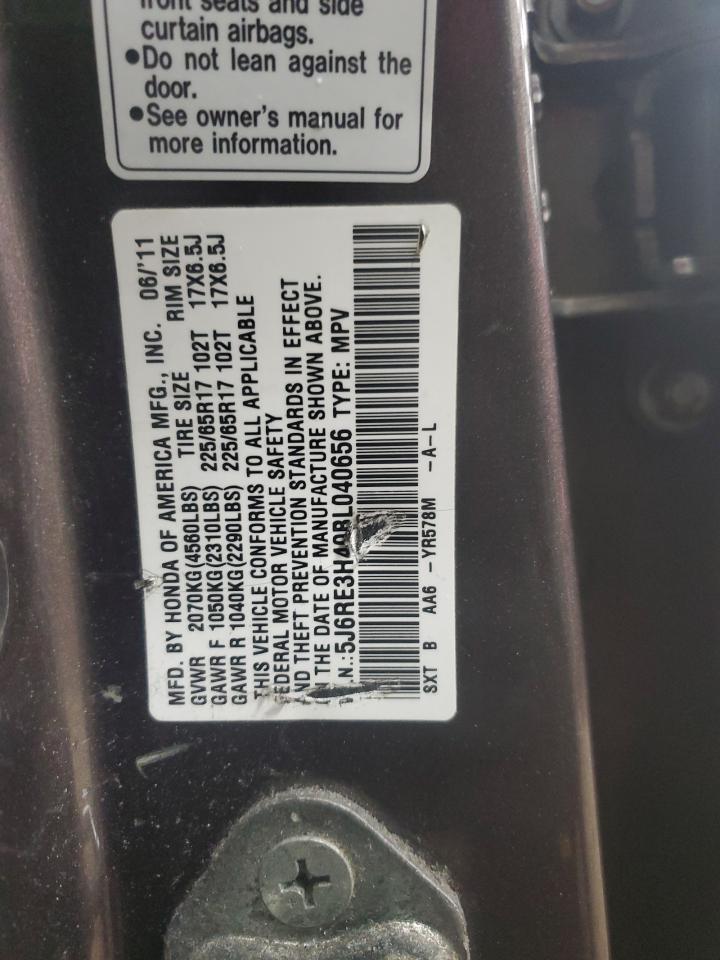 front seats and side
curtain airbags.
●Do not lean against the
door.
●See owner's manual for
more information.
MFD. BY HONDA OF AMERICA MFG., INC. 06/'11
GVWR 2070KG(4560LBS) TIRE SIZE RIM SIZE
GAWR F 1050KG(2310LBS) 225/65R17 102T 17X6.5J
GAWR R 1040KG(2290LBS) 225/65R17 102T 17X6.5J
THIS VEHICLE CONFORMS TO ALL APPLICABLE
FEDERAL MOTOR VEHICLE SAFETY
AND THEFT PREVENTION STANDARDS IN EFFECT
THE DATE OF MANUFACTURE SHOWN ABOVE.
5J6RE3H40BL040656 TYPE: MPV
SXT B AA6 -YR578M -A-L